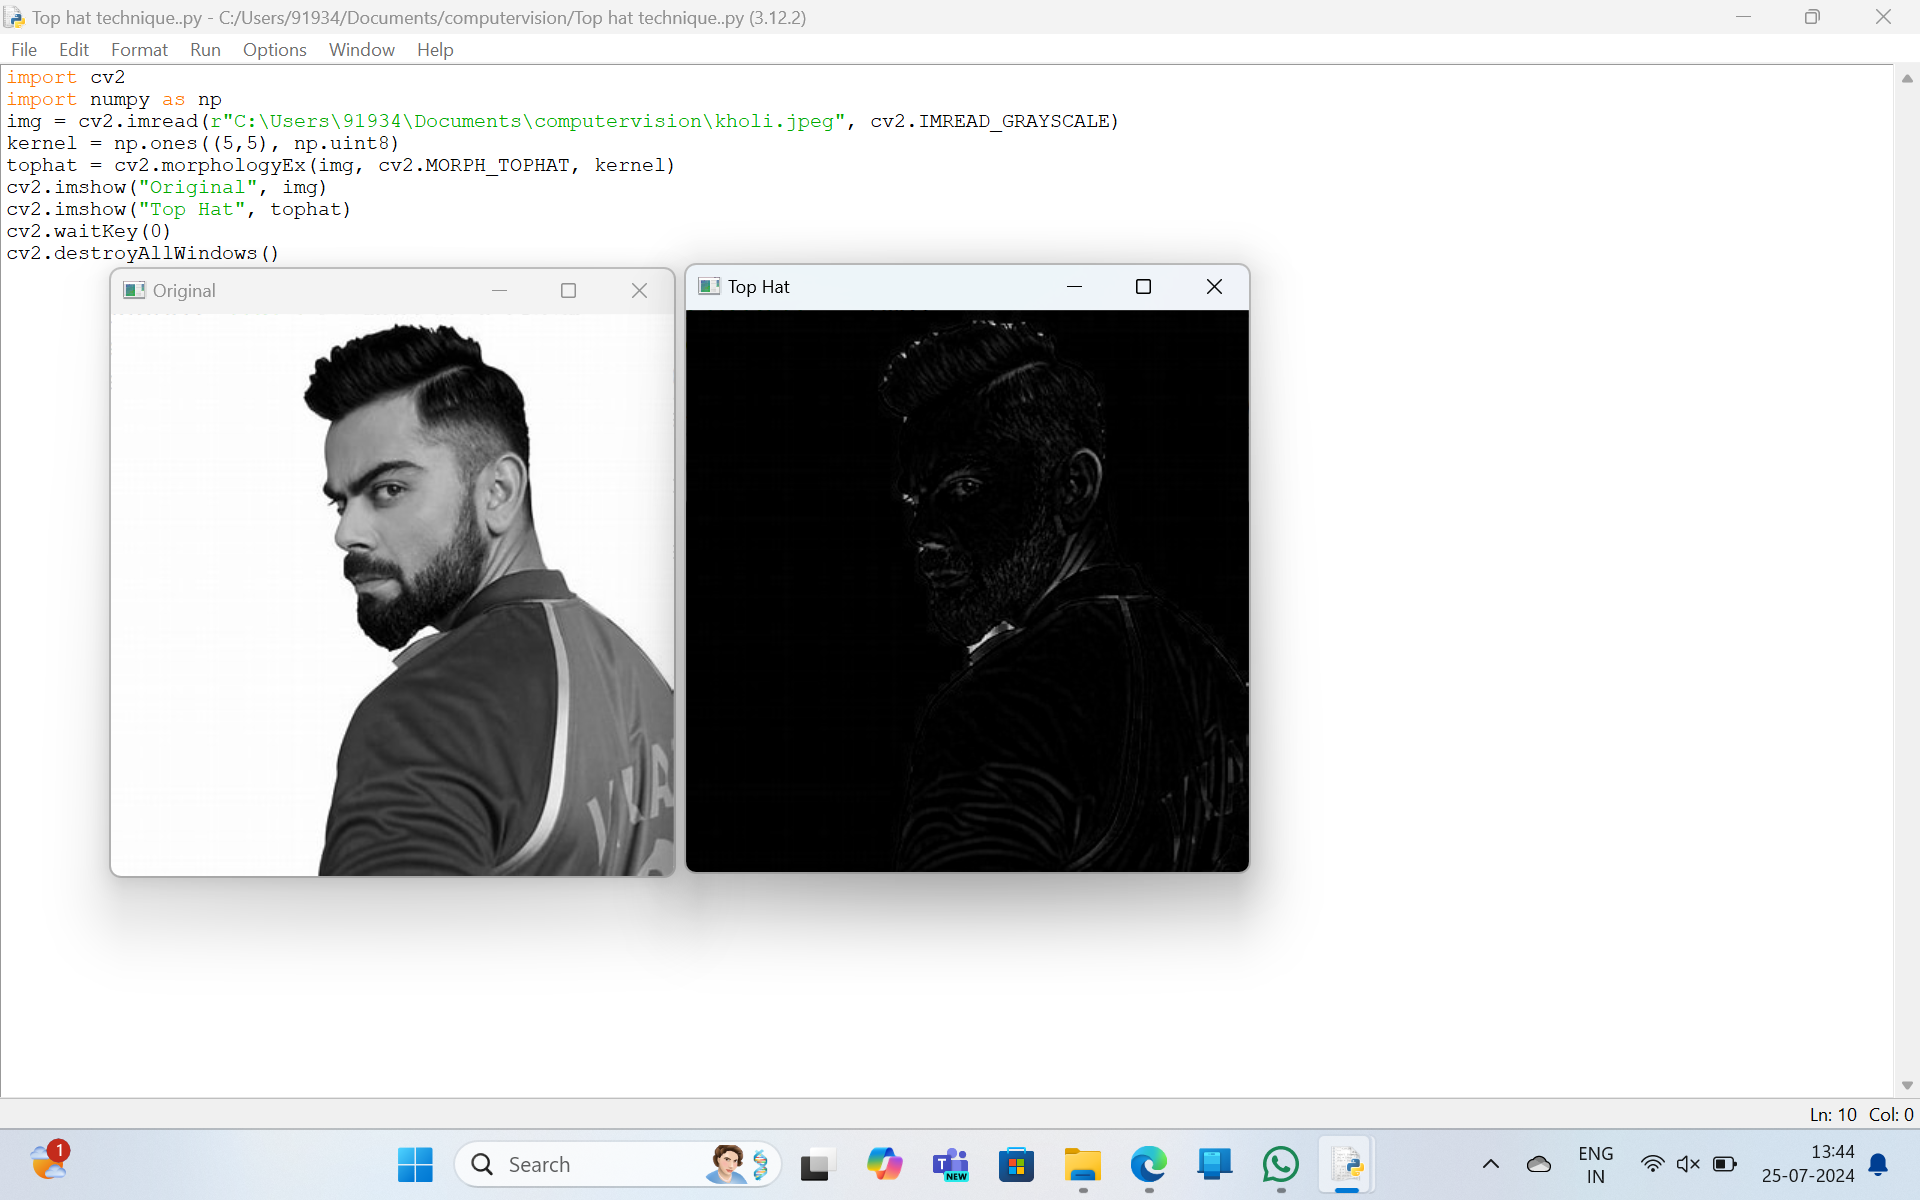 Top hat technique..py - C:/Users/91934/Documents/computervision/Top hat technique..py (3.12.2)
File Edit Format Run Options Window Help
import cv2
import numpy as np
img = cv2.imread(r"C:\Users\91934\Documents\computervision\kholi.jpeg", cv2.IMREAD_GRAYSCALE)
kernel = np.ones((5,5), np.uint8)
tophat = cv2.morphologyEx(img, cv2.MORPH_TOPHAT, kernel)
cv2.imshow("Original", img)
cv2.imshow("Top Hat", tophat)
cv2.waitKey(0)
cv2.destroyAllWindows()
Original
Top Hat
Ln: 10 Col: 0
1
Search
NEW
ENG
IN
13:44
25-07-2024